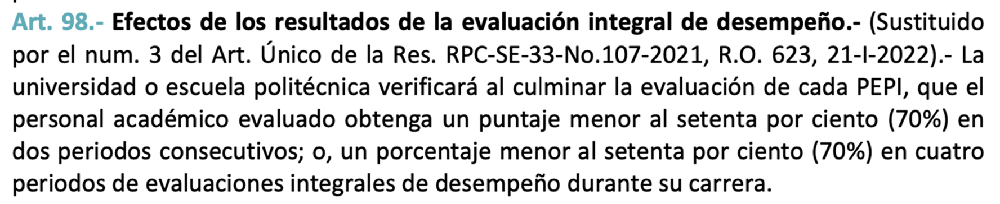 Art. 98.- Efectos de los resultados de la evaluación integral de desempeño.- (Sustituido
por el num. 3 del Art. Único de la Res. RPC-SE-33-No.107-2021, R.O. 623, 21-I-2022).- La
universidad o escuela politécnica verificará al culminar la evaluación de cada PEPI, que el
personal académico evaluado obtenga un puntaje menor al setenta por ciento (70%) en
dos periodos consecutivos; o, un porcentaje menor al setenta por ciento (70%) en cuatro
periodos de evaluaciones integrales de desempeño durante su carrera.